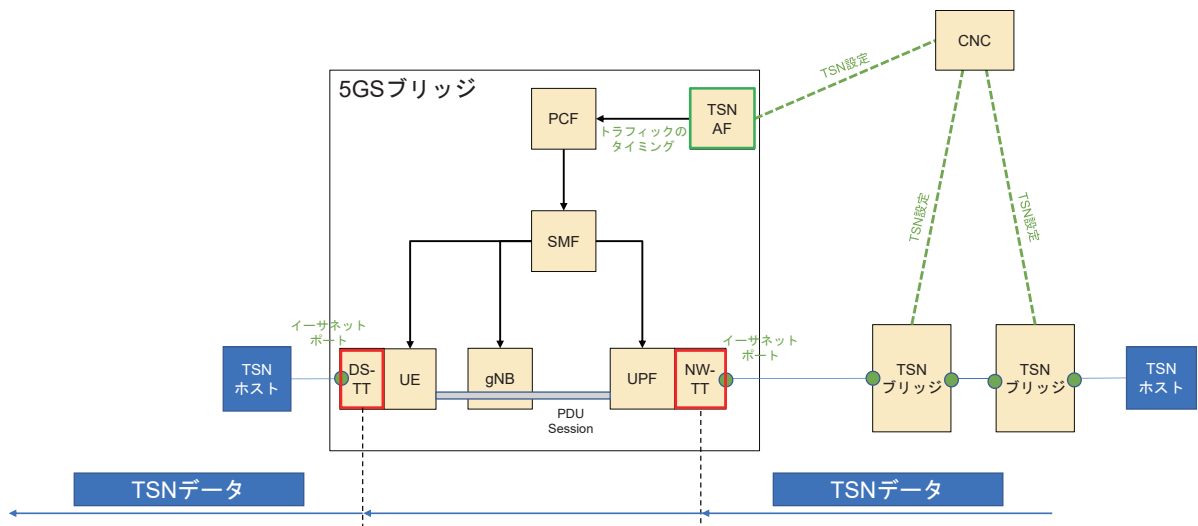 CNC
TSN設定
5GSブリッジ
PCF
TSN
AF
トラフィックの
タイミング
SMF
TSN設定
TSN設定
イーサネット
ポート
イーサネット
ポート
TSN
ホスト
DS-
TT
UE
gNB
UPF
NW-
TT
TSN
ブリッジ
TSN
ブリッジ
TSN
ホスト
PDU
Session
TSNデータ
TSNデータ